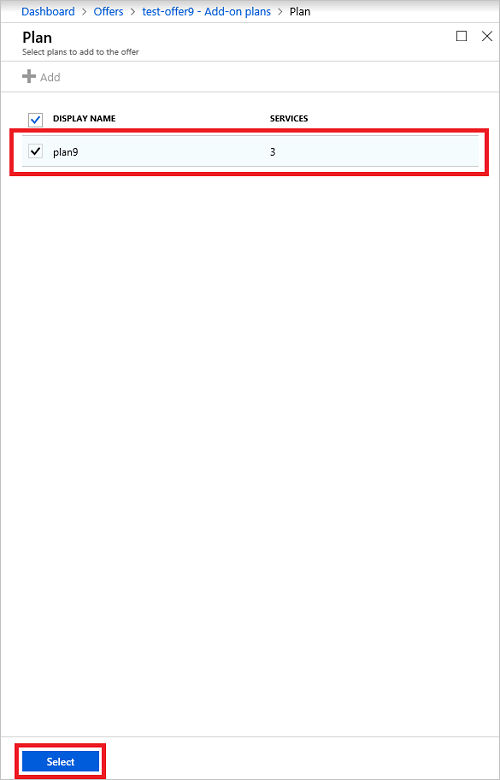 Dashboard > Offers > test-offer9 - Add-on plans > Plan
Plan
Select plans to add to the offer
Add
DISPLAY NAME SERVICES
plan9 3
Select